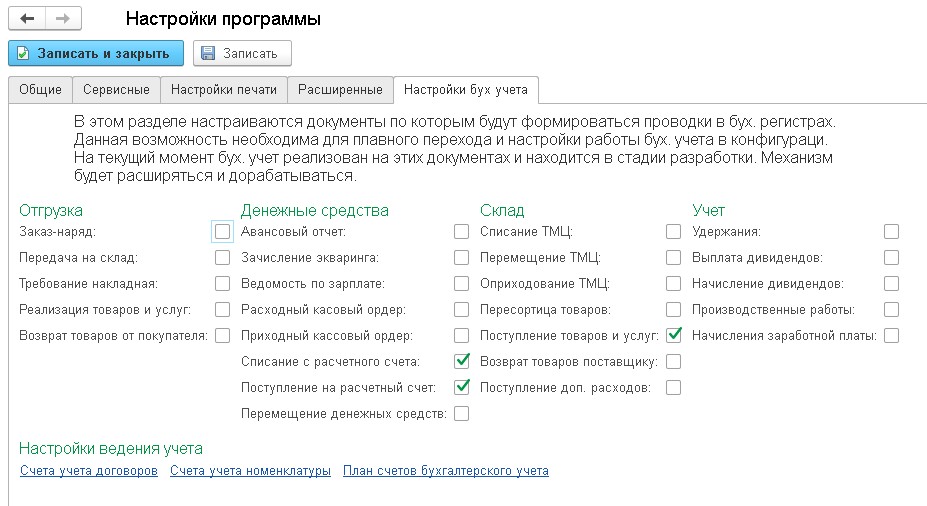 Настройки программы
Записать и закрыть
Записать
Общие
Сервисные
Настройки печати
Расширенные
Настройки бух учета
В этом разделе настраиваются документы по которым будут формироваться проводки в бух. регистрах.
Данная возможность необходима для плавного перехода и настройки работы бух. учета в конфигураци.
На текущий момент бух. учет реализован на этих документах и находится в стадии разработки. Механизм
будет расширяться и дорабатываться.
Отгрузка
Заказ-наряд:
Передача на склад:
Требование накладная:
Реализация товаров и услуг:
Возврат товаров от покупателя:
Денежные средства
Авансовый отчет:
Зачисление экваринга:
Ведомость по зарплате:
Расходный касовый ордер:
Приходный кассовый ордер:
Списание с расчетного счета:
Поступление на расчетный счет:
Перемещение денежных средств:
Склад
Списание ТМЦ:
Перемещение ТМЦ:
Оприходование ТМЦ:
Пересортица товаров:
Поступление товаров и услуг:
Возврат товаров поставщику:
Поступление доп. расходов:
Учет
Удержания:
Выплата дивидендов:
Начисление дивидендов:
Производственные работы:
Начисления заработной платы:
Настройки ведения учета
Счета учета договоров
Счета учета номенклатуры
План счетов бухгалтерского учета